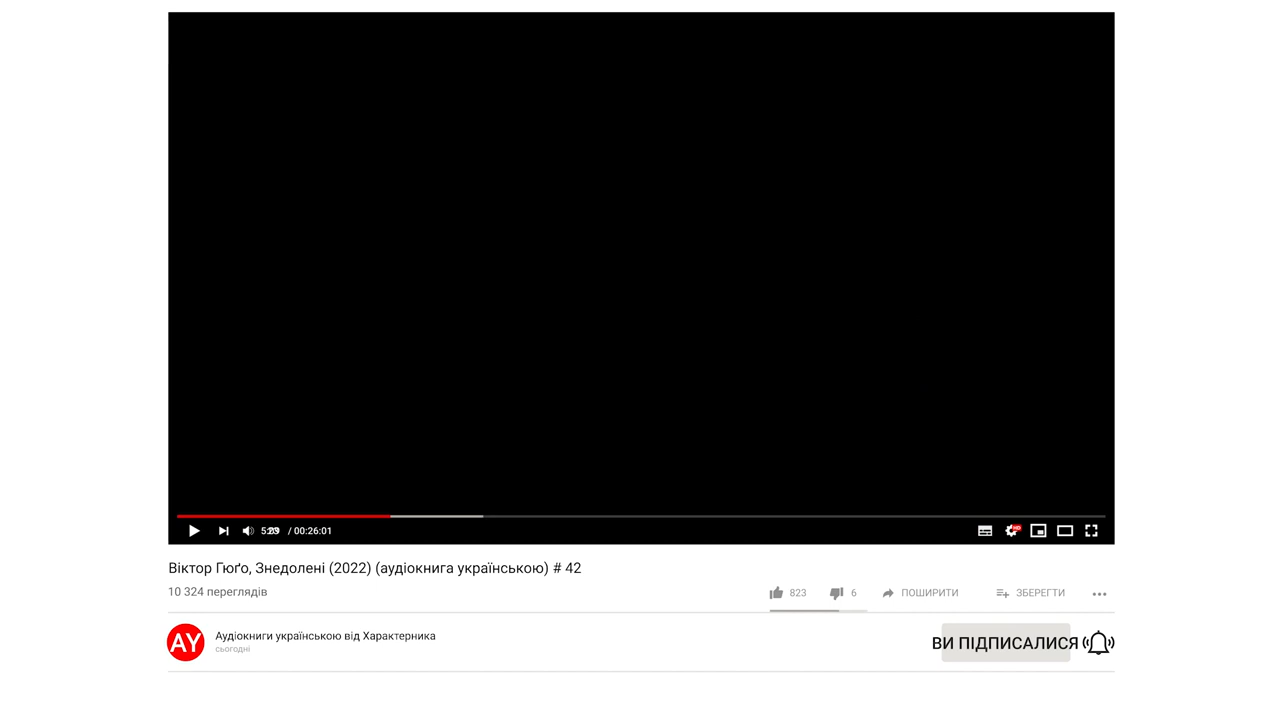 / 00:26:01
HD
Віктор Гюґо, Знедолені (2022) (аудіокнига українською) # 42
10 324 переглядів
823 6 ПОШИРИТИ ЗБЕРЕГТИ
АУ
Аудіокниги українською від Характерника
сьогодні
ВИ ПІДПИСАЛИСЯ